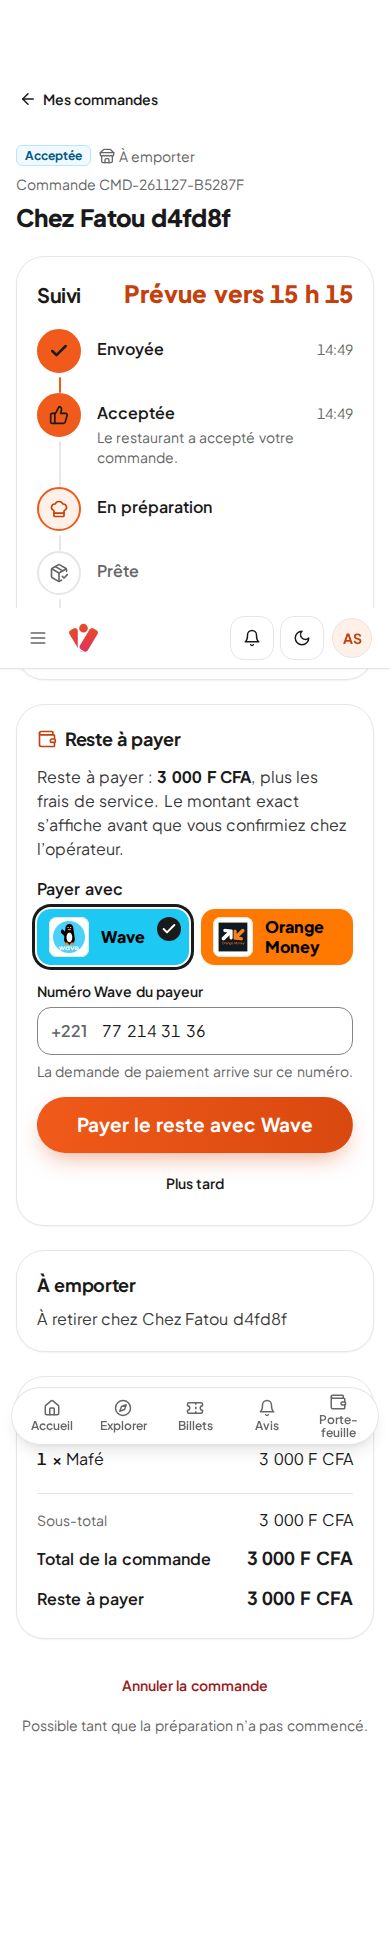 Mes commandes
Acceptée À emporter
Commande CMD-261127-B5287F
Chez Fatou d4fd8f
Suivi Prévue vers 15 h 15
Envoyée 14:49
Acceptée 14:49
Le restaurant a accepté votre
commande.
En préparation
Prête
AS
Reste à payer
Reste à payer : 3 000 F CFA, plus les
frais de service. Le montant exact
s’affiche avant que vous confirmiez chez
l’opérateur.
Payer avec
Wave
Orange
Money
Numéro Wave du payeur
+221 77 214 31 36
La demande de paiement arrive sur ce numéro.
Payer le reste avec Wave
Plus tard
À emporter
À retirer chez Chez Fatou d4fd8f
Accueil Explorer Billets Avis Porte-
feuille
1 × Mafé 3 000 F CFA
Sous-total 3 000 F CFA
Total de la commande 3 000 F CFA
Reste à payer 3 000 F CFA
Annuler la commande
Possible tant que la préparation n’a pas commencé.